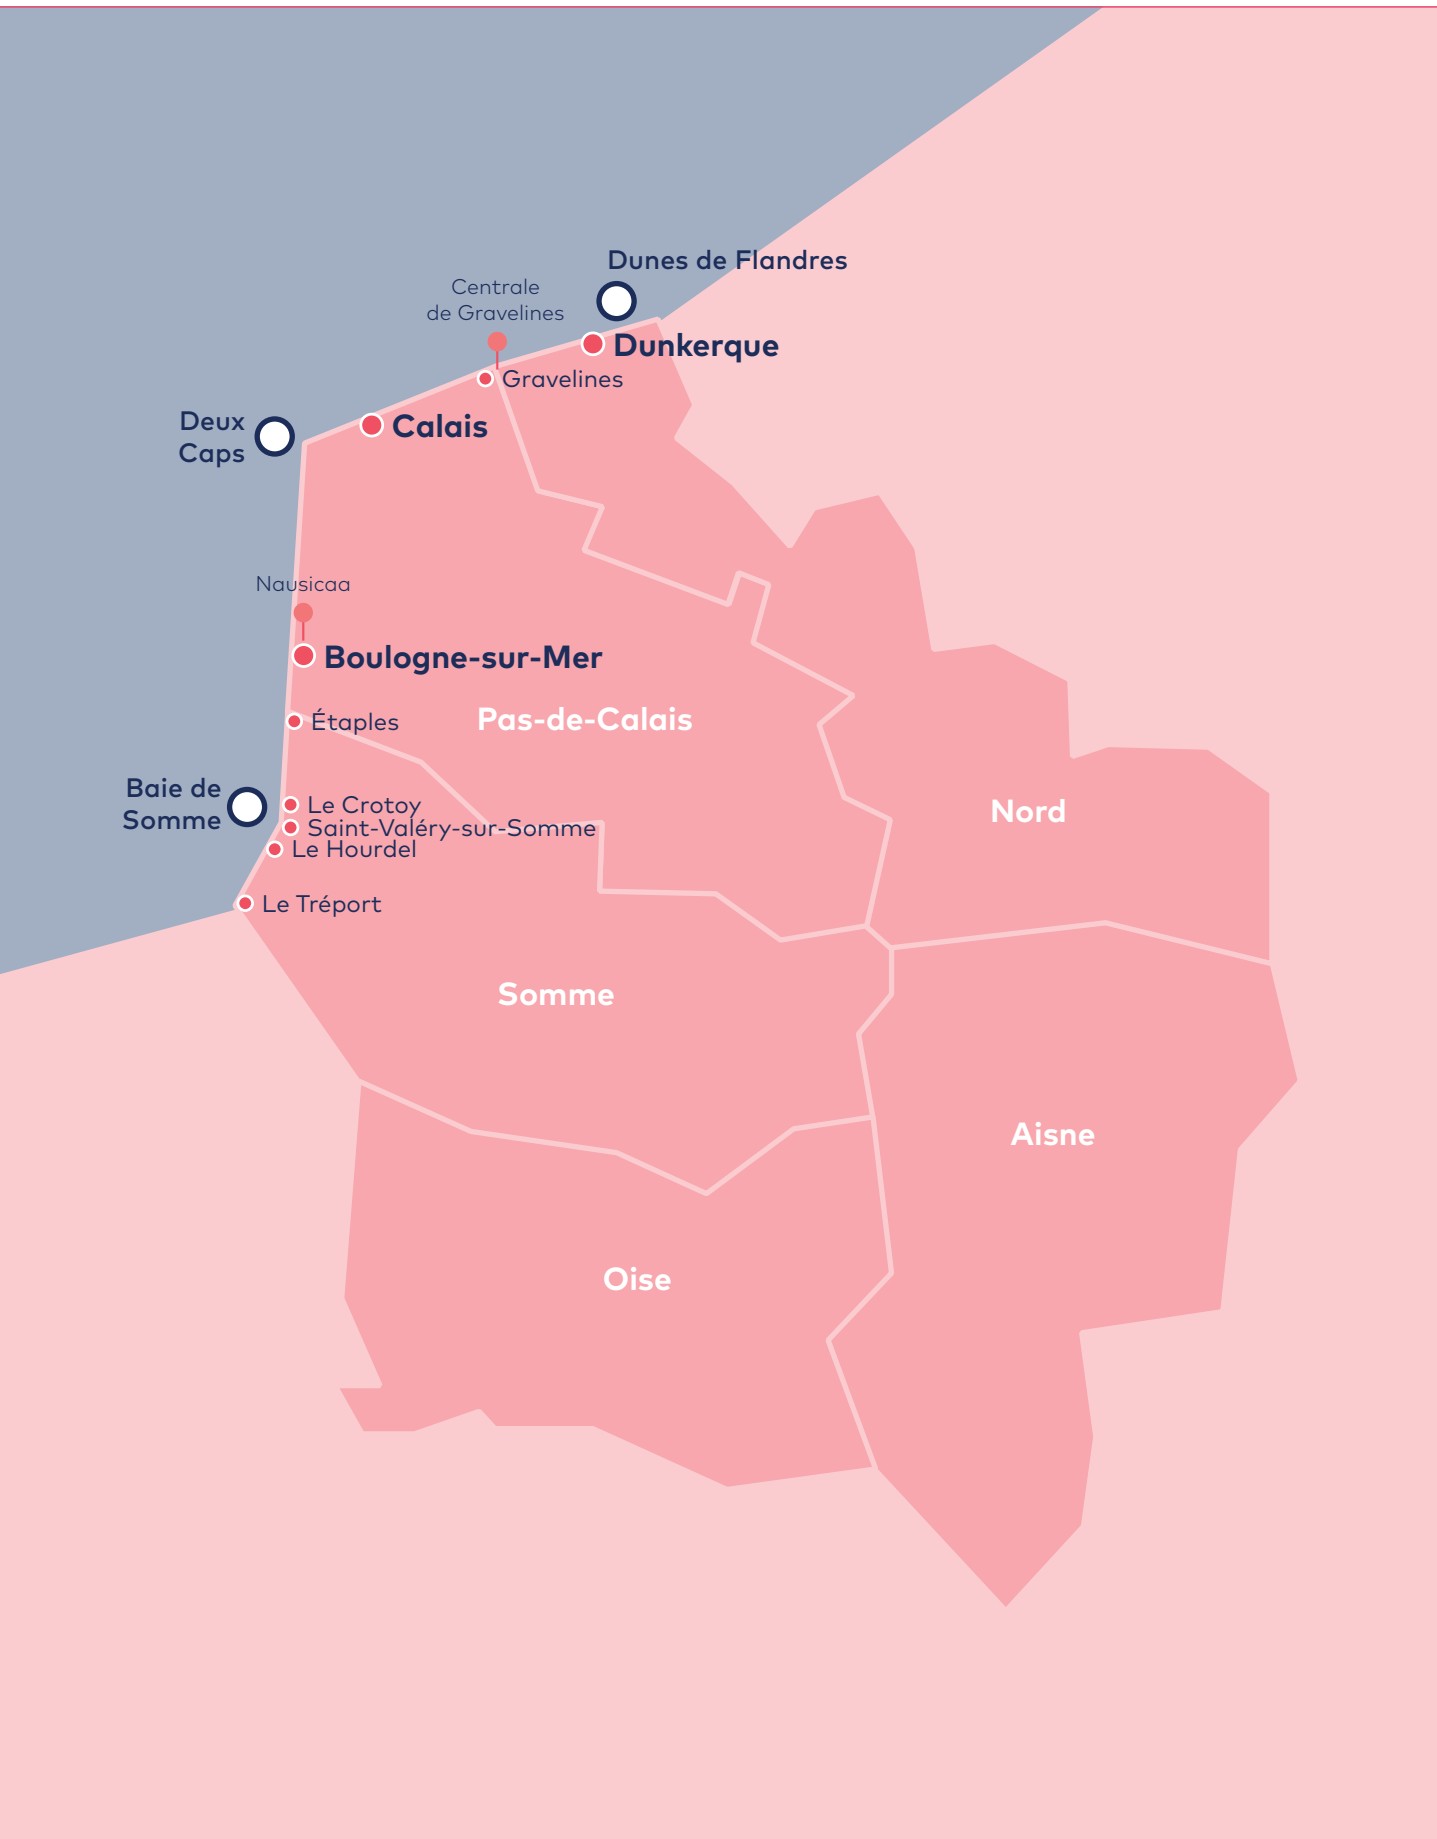 Dunes de Flandres
Centrale
de Gravelines
Dunkerque
Gravelines
Deux
Caps
Calais
Nausicaa
Boulogne-sur-Mer
Étaples
Pas-de-Calais
Baie de
Somme
Le Crotoy
Saint-Valéry-sur-Somme
Le Hourdel
Nord
Le Tréport
Somme
Aisne
Oise